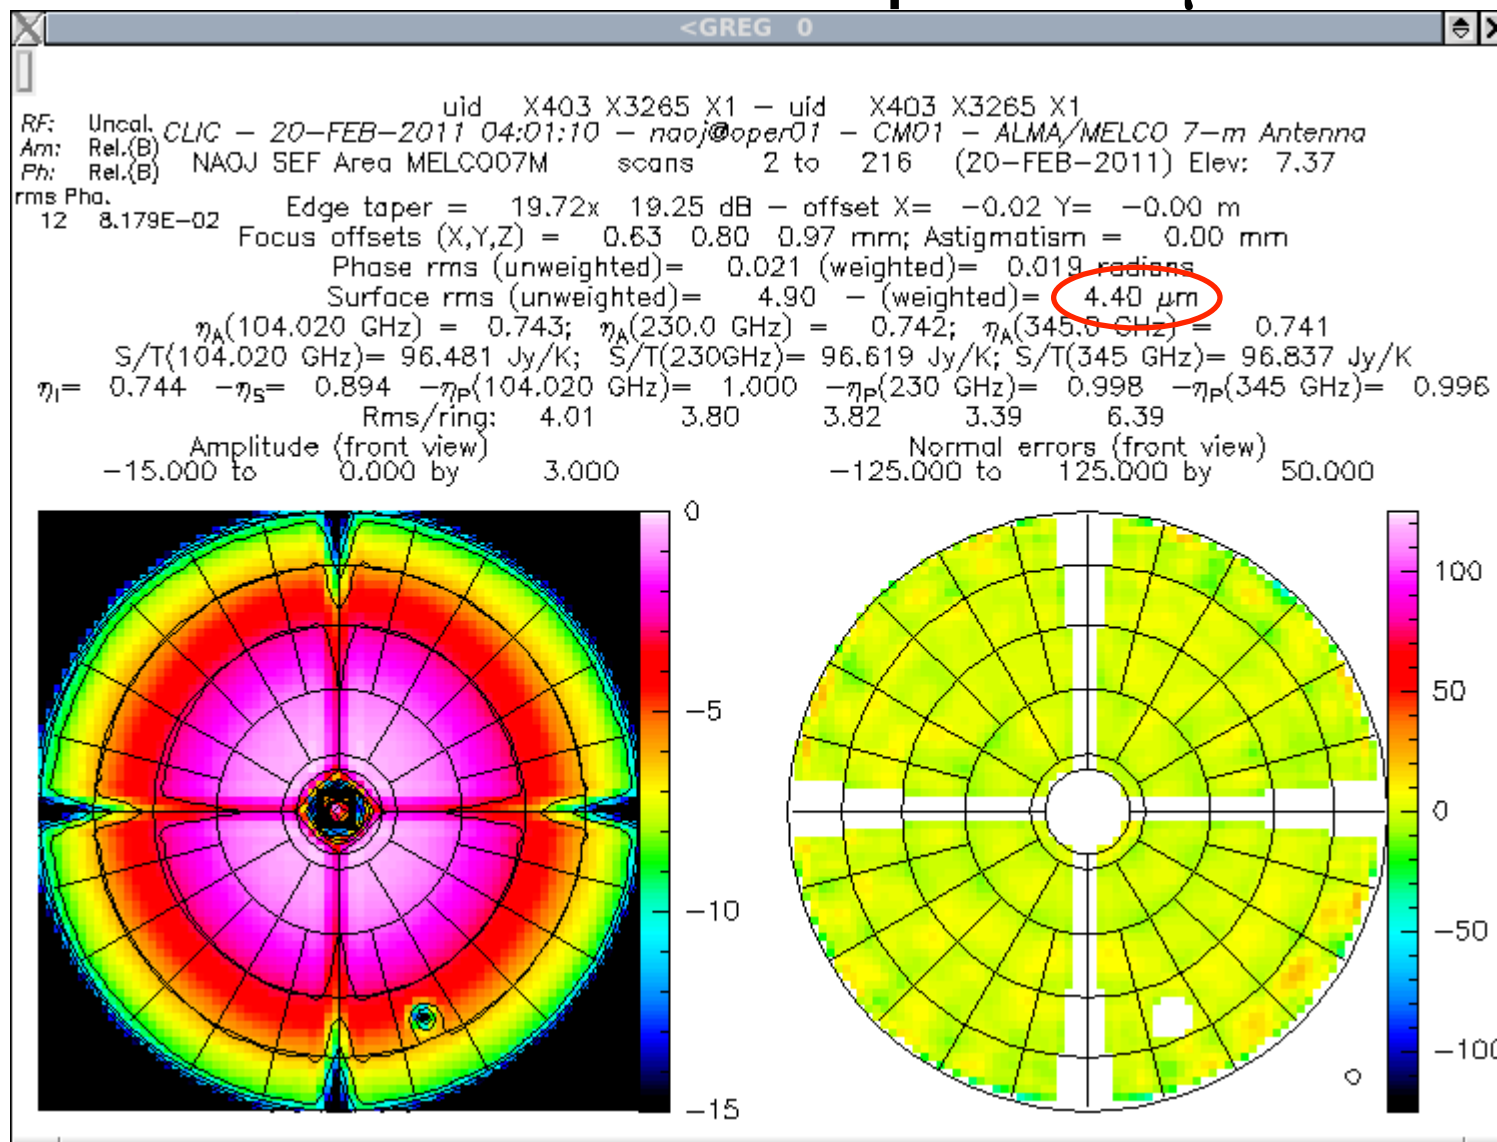 <GREG 0
uid X403 X3265 X1 – uid X403 X3265 X1
RF: Uncal.
Am: Rel.(B)
Ph: Rel.(B)
CLIC – 20–FEB–2011 04:01:10 – naoj@oper01 – CM01 – ALMA/MELCO 7–m Antenna
NAOJ SEF Area MELCO07M scans 2 to 216 (20–FEB–2011) Elev: 7.37
rms Pha.
12 8.179E–02
Edge taper = 19.72x 19.25 dB – offset X= –0.02 Y= –0.00 m
Focus offsets (X,Y,Z) = 0.63 0.80 0.97 mm; Astigmatism = 0.00 mm
Phase rms (unweighted)= 0.021 (weighted)= 0.019 radians
Surface rms (unweighted)= 4.90 – (weighted)= 4.40 μm
η_A(104.020 GHz) = 0.743; η_A(230.0 GHz) = 0.742; η_A(345.0 GHz) = 0.741
S/T(104.020 GHz)= 96.481 Jy/K; S/T(230GHz)= 96.619 Jy/K; S/T(345 GHz)= 96.837 Jy/K
η_I= 0.744 –η_S= 0.894 –η_P(104.020 GHz)= 1.000 –η_P(230 GHz)= 0.998 –η_P(345 GHz)= 0.996
Rms/ring: 4.01 3.80 3.82 3.39 6.39
Amplitude (front view)
–15.000 to 0.000 by 3.000
Normal errors (front view)
–125.000 to 125.000 by 50.000
0
–5
–10
–15
100
50
0
–50
–100